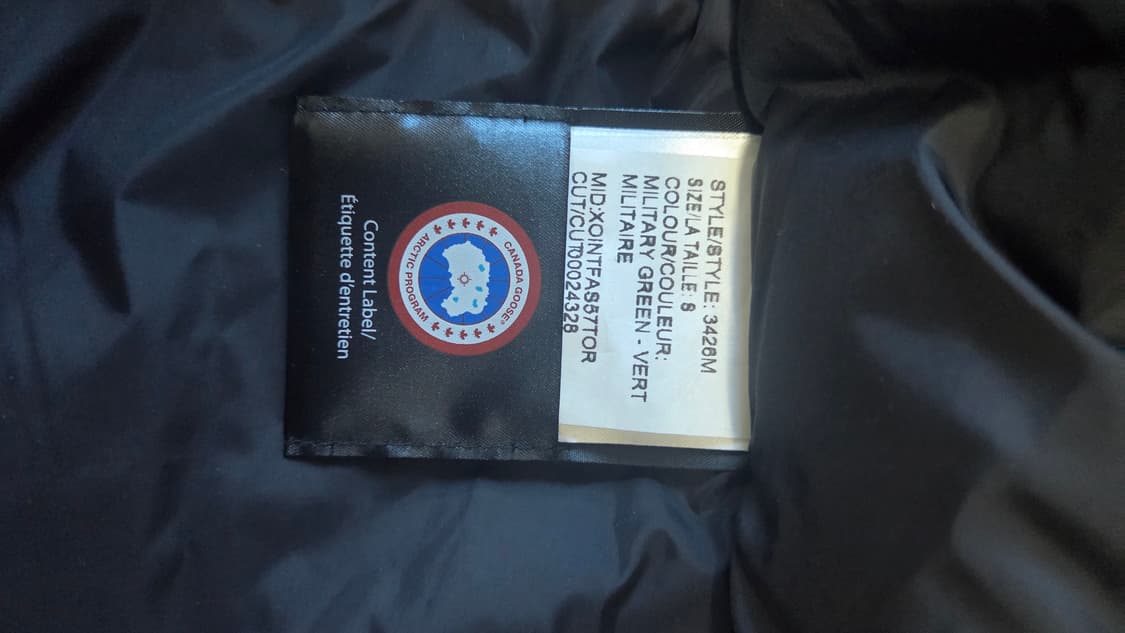 STYLE/STYLE: 3426M
SIZE/LA TAILLE: 8
COLOUR/COULEUR:
MILITARY GREEN - VERT
MILITAIRE
MID:XOINTFAS87TOR
CUT/CUT00024328
CANADA GOOSE®
ARCTIC PROGRAM
Content Label/
Étiquette d'entretien